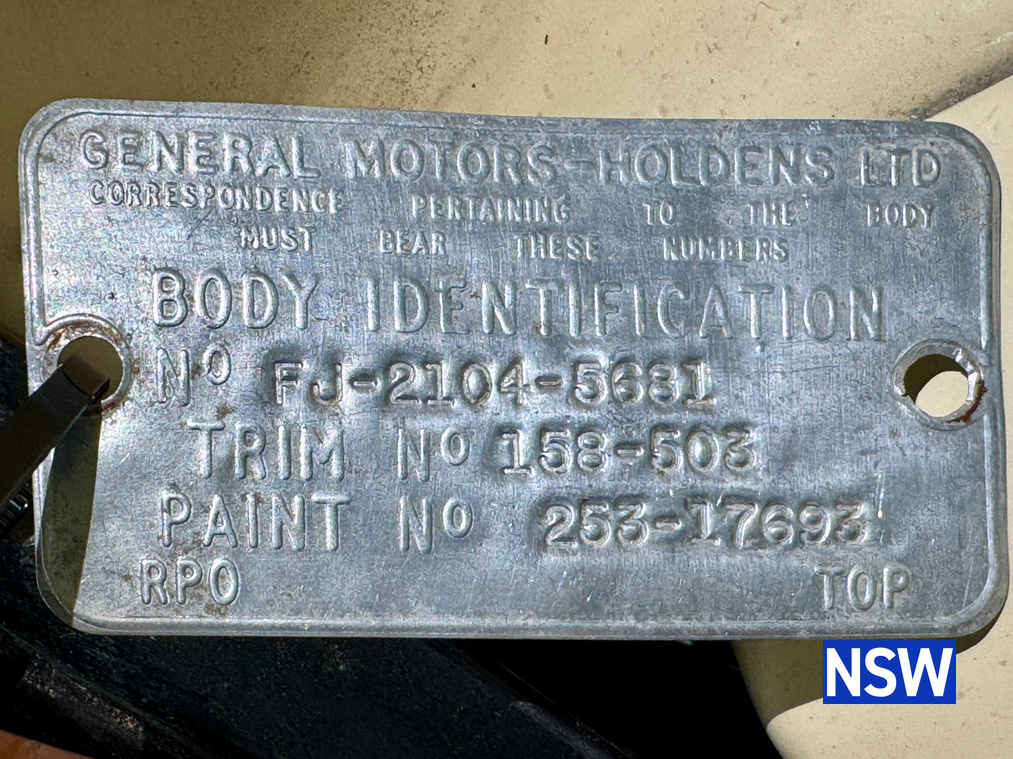 GENERAL MOTORS-HOLDENS LTD
CORRESPONDENCE PERTAINING TO THE BODY
MUST BEAR THESE NUMBERS
BODY IDENTIFICATION
Nº FJ-2104-5681
TRIM Nº 158-503
PAINT Nº 253-17693
RPO TOP
NSW